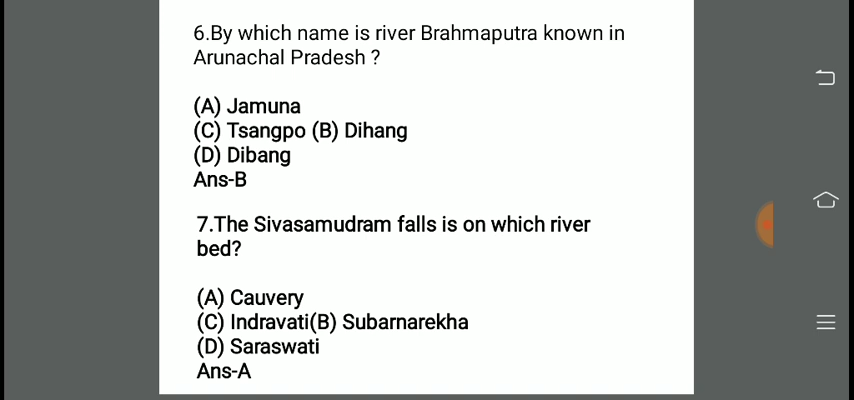 6.By which name is river Brahmaputra known in
Arunachal Pradesh ?
(A) Jamuna
(C) Tsangpo (B) Dihang
(D) Dibang
Ans-B
7.The Sivasamudram falls is on which river
bed?
(A) Cauvery
(C) Indravati(B) Subarnarekha
(D) Saraswati
Ans-A